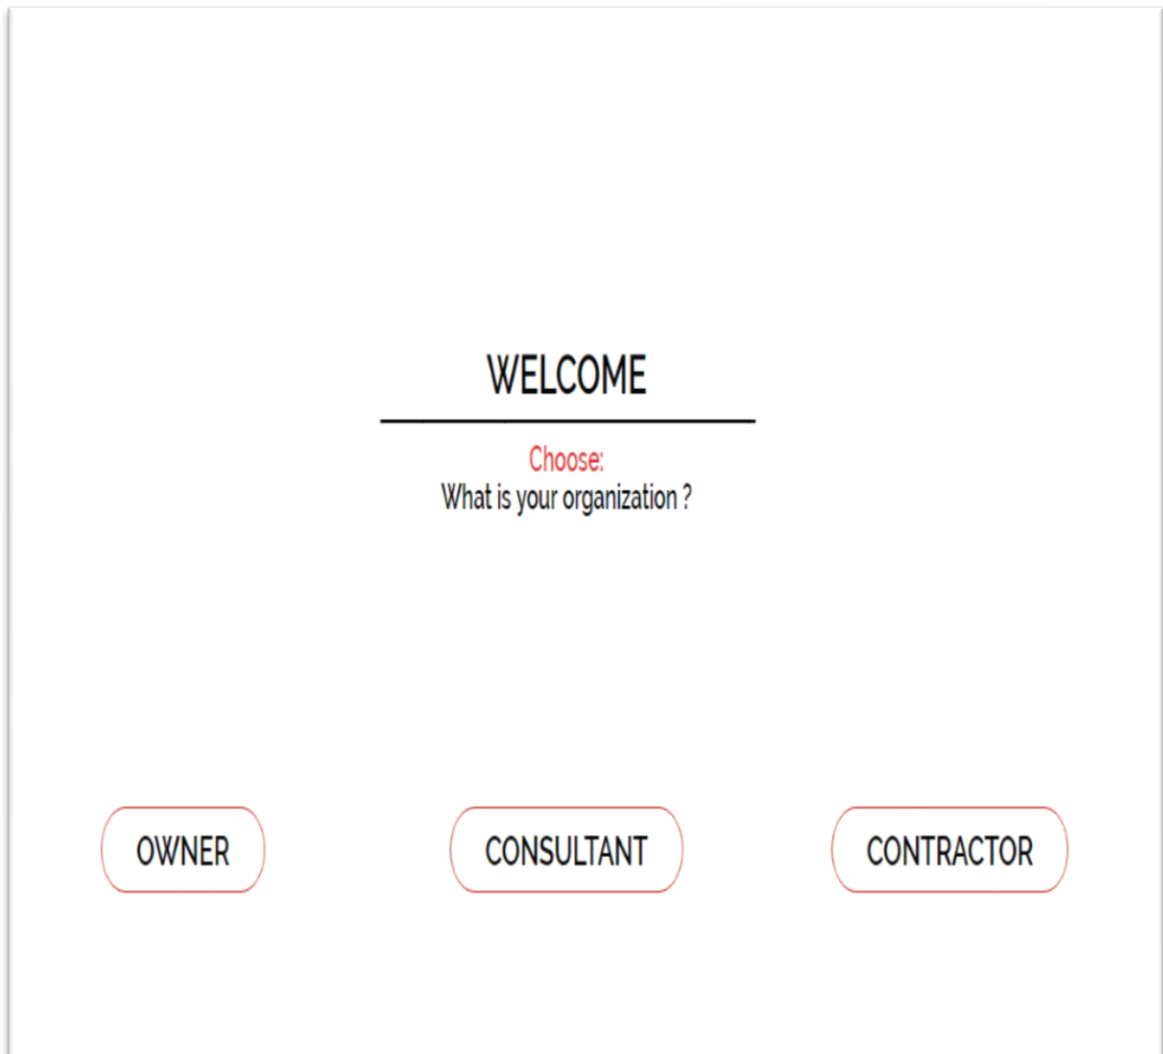 WELCOME
Choose:
What is your organization ?
OWNER
CONSULTANT
CONTRACTOR